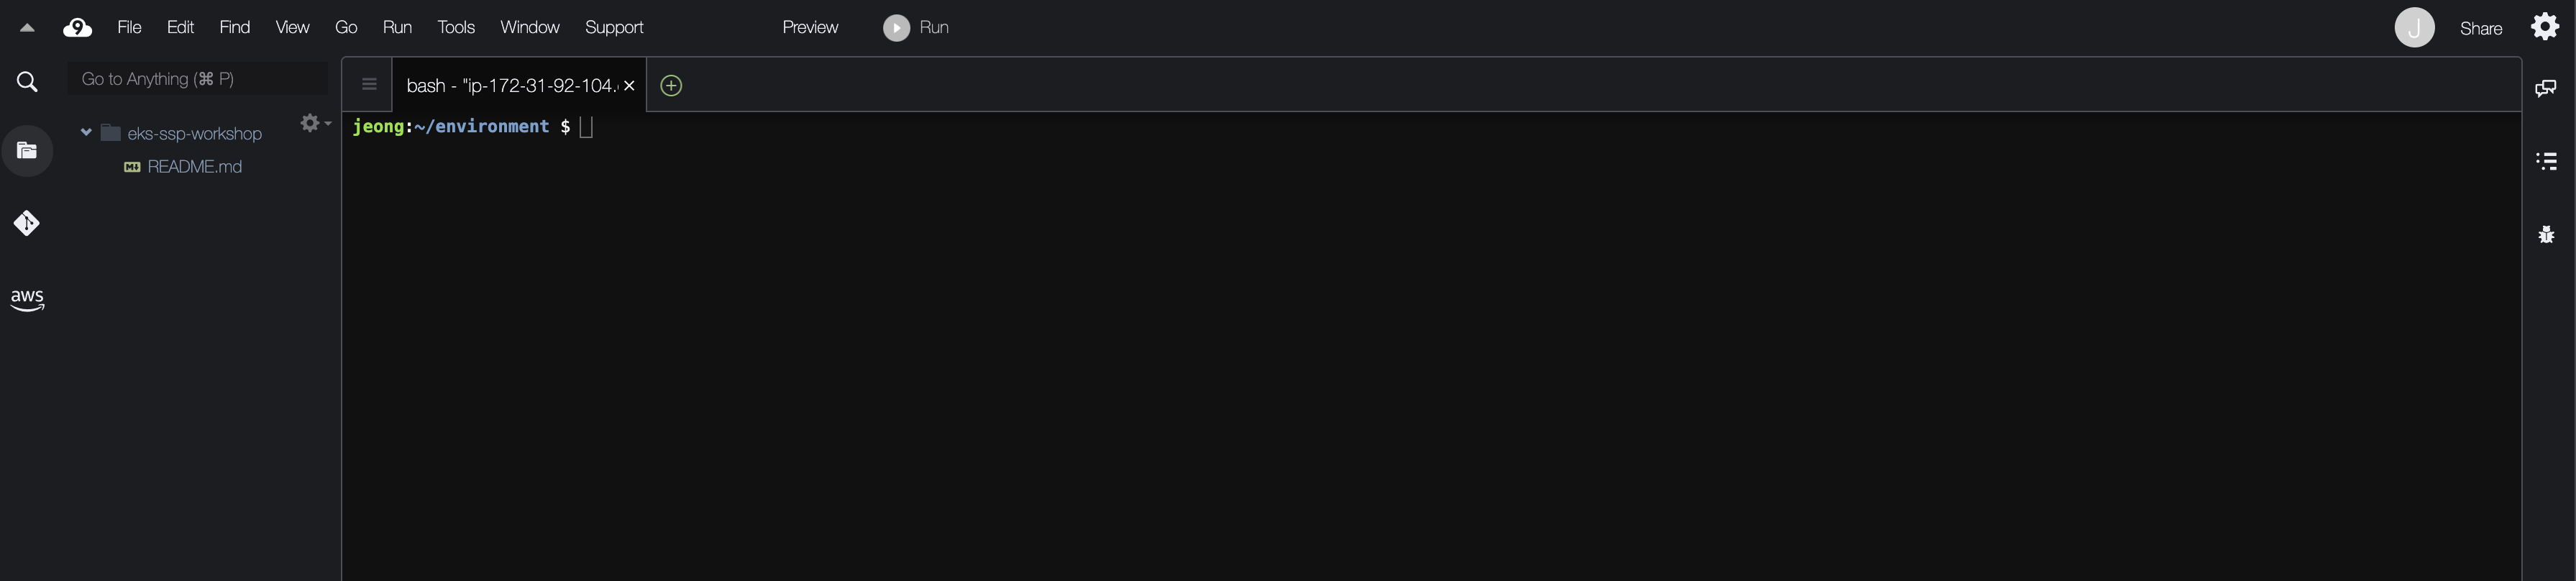 9 File Edit Find View Go Run Tools Window Support Preview Run J Share
Go to Anything (⌘ P)
bash - "ip-172-31-92-104.
eks-ssp-workshop
README.md
aws
jeong:~/environment $